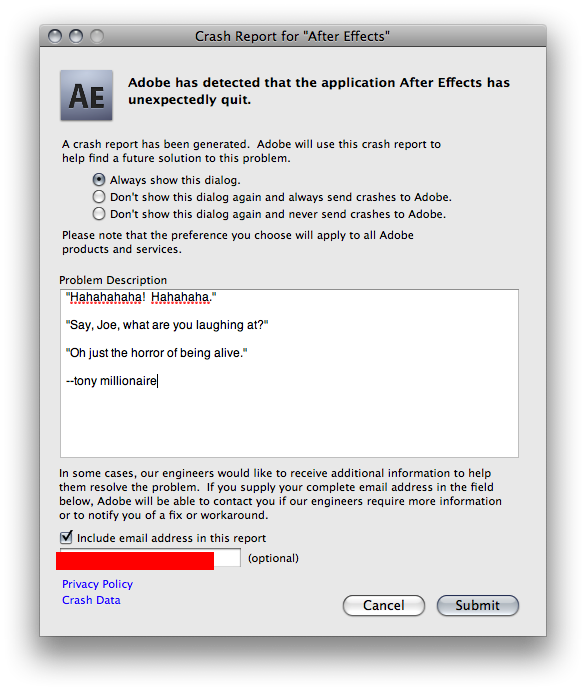 Crash Report for "After Effects"
AE
Adobe has detected that the application After Effects has
unexpectedly quit.
A crash report has been generated.  Adobe will use this crash report to
help find a future solution to this problem.
Always show this dialog.
Don't show this dialog again and always send crashes to Adobe.
Don't show this dialog again and never send crashes to Adobe.
Please note that the preference you choose will apply to all Adobe
products and services.
Problem Description
"Hahahahaha!  Hahahaha."
"Say, Joe, what are you laughing at?"
"Oh just the horror of being alive."
--tony millionaire
In some cases, our engineers would like to receive additional information to help
them resolve the problem.  If you supply your complete email address in the field
below, Adobe will be able to contact you if our engineers require more information
or to notify you of a fix or workaround.
Include email address in this report
(optional)
Privacy Policy
Crash Data
Cancel
Submit